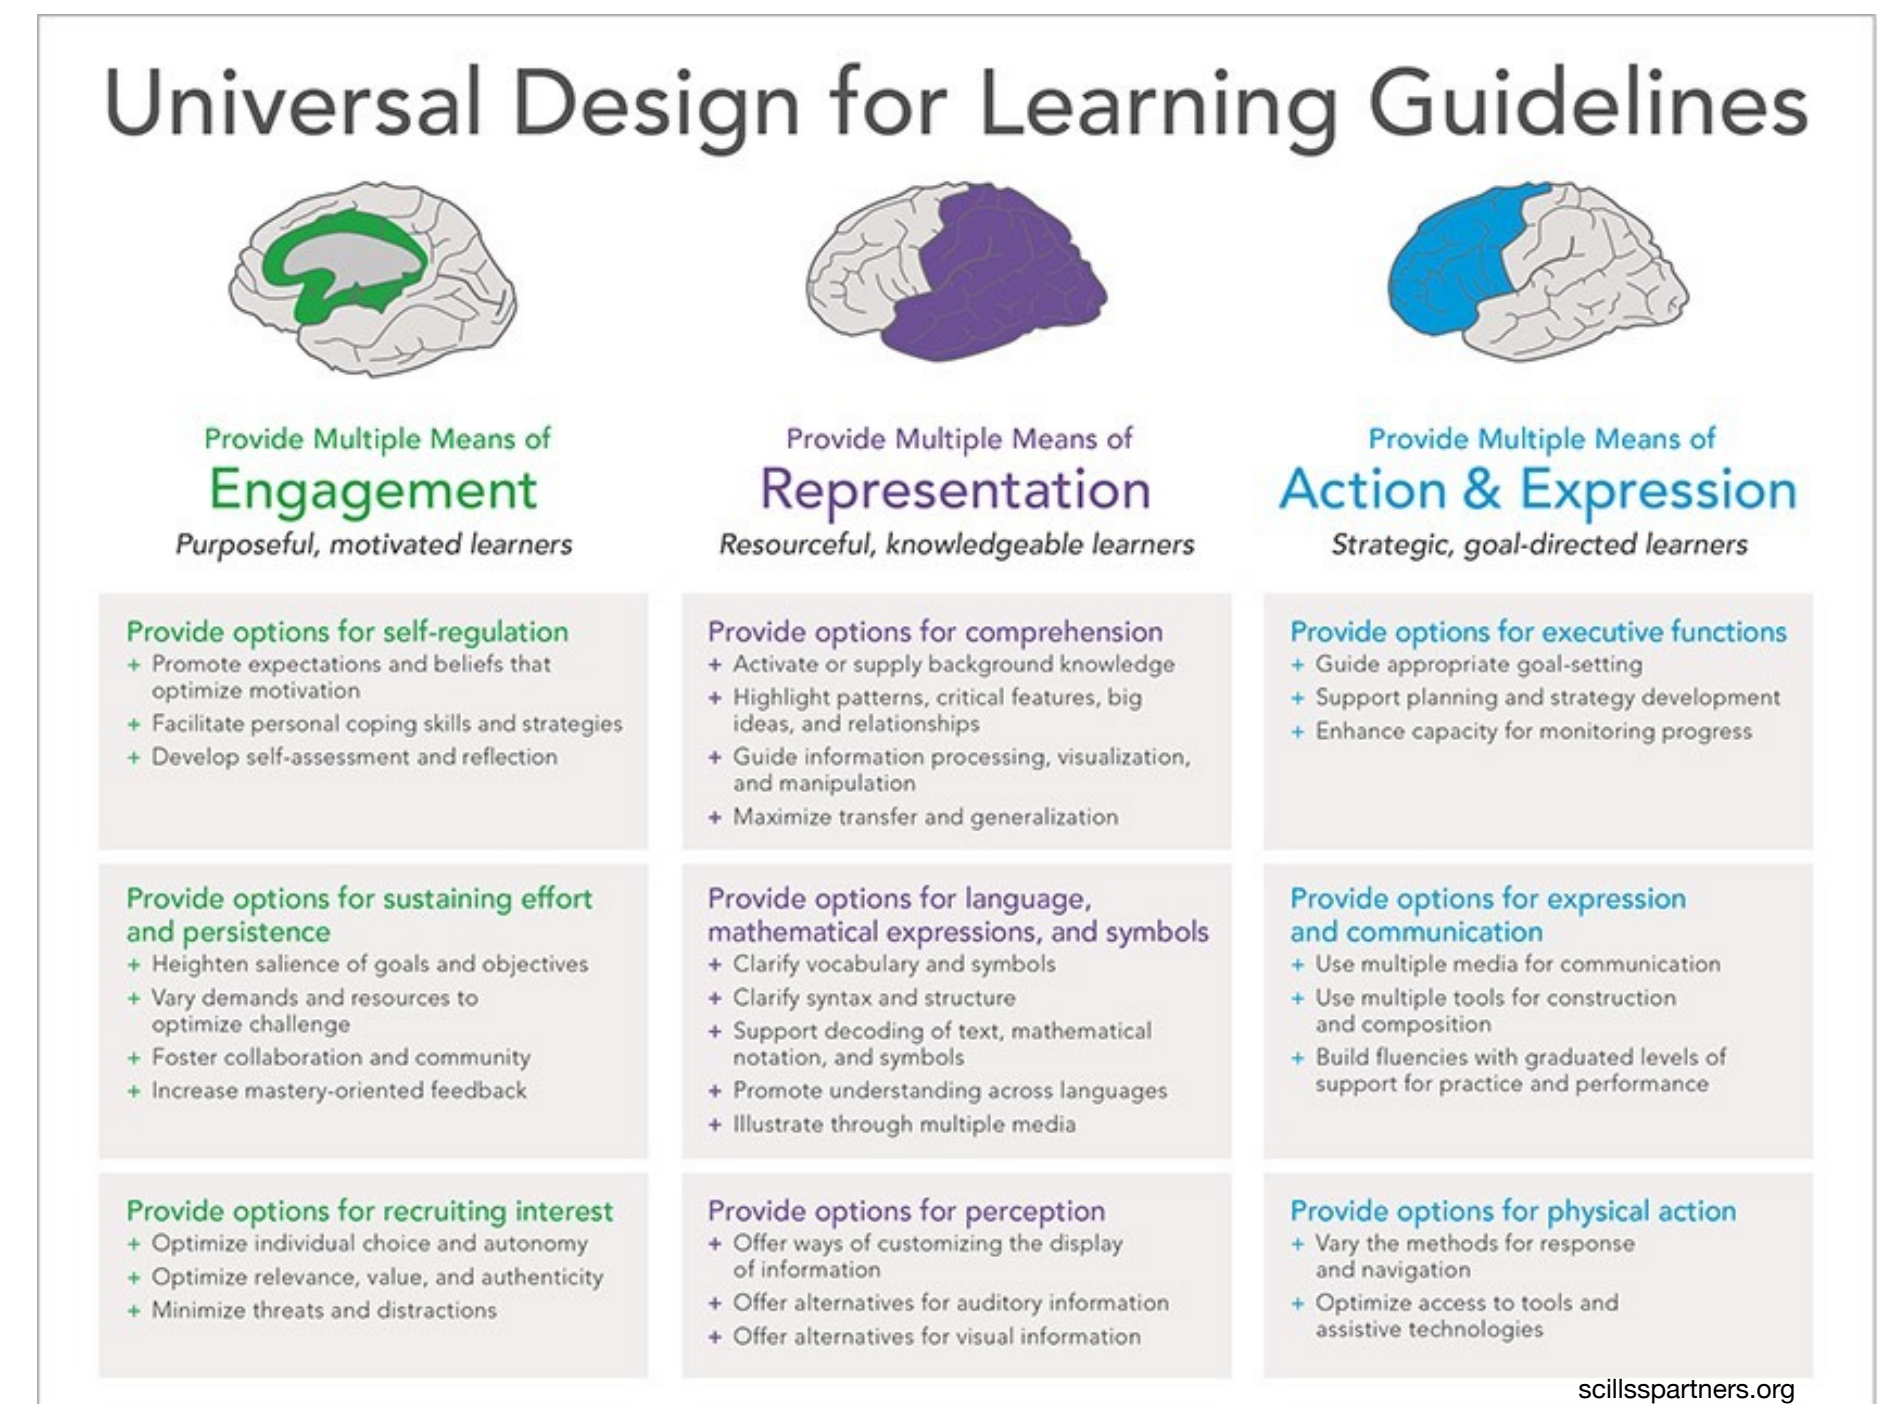 Universal Design for Learning Guidelines
Provide Multiple Means of
Engagement
Purposeful, motivated learners
Provide options for self-regulation
+ Promote expectations and beliefs that
optimize motivation
+ Facilitate personal coping skills and strategies
+ Develop self-assessment and reflection
Provide options for sustaining effort
and persistence
+ Heighten salience of goals and objectives
+ Vary demands and resources to
optimize challenge
+ Foster collaboration and community
+ Increase mastery-oriented feedback
Provide options for recruiting interest
+ Optimize individual choice and autonomy
+ Optimize relevance, value, and authenticity
+ Minimize threats and distractions
Provide Multiple Means of
Representation
Resourceful, knowledgeable learners
Provide options for comprehension
+ Activate or supply background knowledge
+ Highlight patterns, critical features, big
ideas, and relationships
+ Guide information processing, visualization,
and manipulation
+ Maximize transfer and generalization
Provide options for language,
mathematical expressions, and symbols
+ Clarify vocabulary and symbols
+ Clarify syntax and structure
+ Support decoding of text, mathematical
notation, and symbols
+ Promote understanding across languages
+ Illustrate through multiple media
Provide options for perception
+ Offer ways of customizing the display
of information
+ Offer alternatives for auditory information
+ Offer alternatives for visual information
Provide Multiple Means of
Action & Expression
Strategic, goal-directed learners
Provide options for executive functions
+ Guide appropriate goal-setting
+ Support planning and strategy development
+ Enhance capacity for monitoring progress
Provide options for expression
and communication
+ Use multiple media for communication
+ Use multiple tools for construction
and composition
+ Build fluencies with graduated levels of
support for practice and performance
Provide options for physical action
+ Vary the methods for response
and navigation
+ Optimize access to tools and
assistive technologies
scillsspartners.org